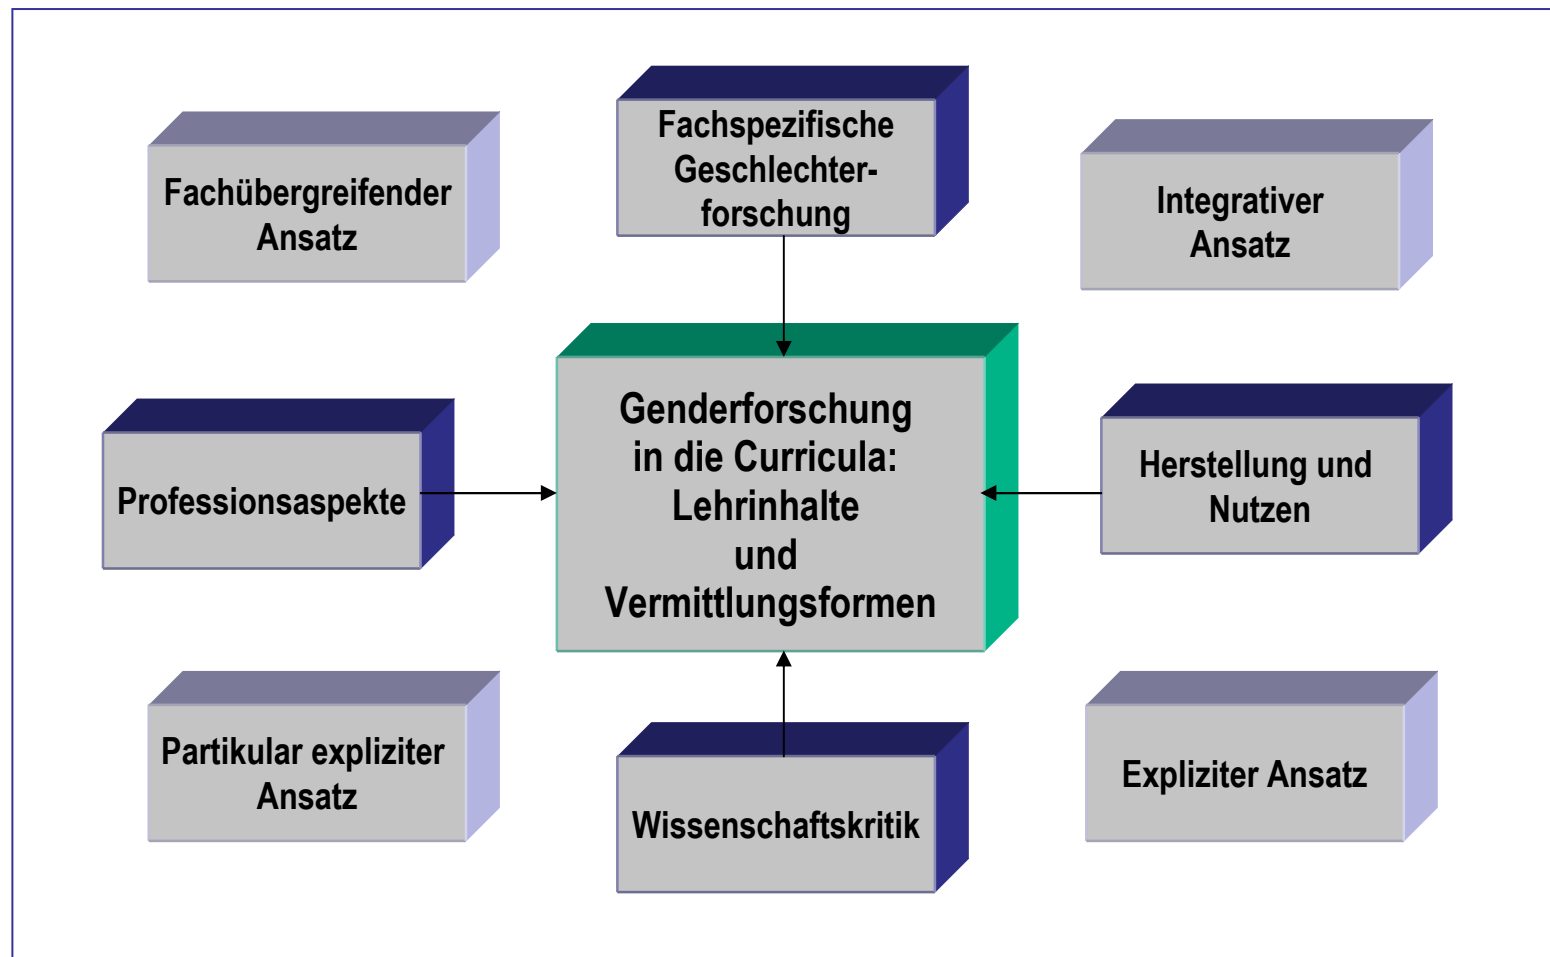 Fachspezifische
Geschlechter-
forschung
Fachübergreifender
Ansatz
Integrativer
Ansatz
Genderforschung
in die Curricula:
Lehrinhalte
und
Vermittlungsformen
Professionsaspekte
Herstellung und
Nutzen
Partikular expliziter
Ansatz
Wissenschaftskritik
Expliziter Ansatz